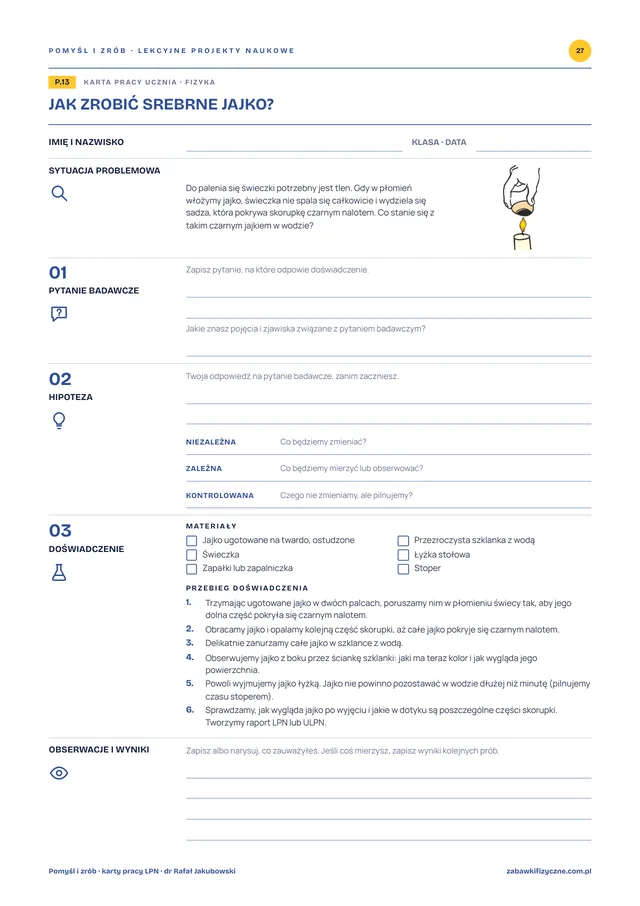 POMYŚL I ZRÓB · LEKCYJNE PROJEKTY NAUKOWE
27
P.13 KARTA PRACY UCZNIA · FIZYKA
JAK ZROBIĆ SREBRNE JAJKO?
IMIĘ I NAZWISKO KLASA · DATA
SYTUACJA PROBLEMOWA
Do palenia się świeczki potrzebny jest tlen. Gdy w płomień
włożymy jajko, świeczka nie spala się całkowicie i wydziela się
sadza, która pokrywa skorupkę czarnym nalotem. Co stanie się z
takim czarnym jajkiem w wodzie?
01
PYTANIE BADAWCZE
Zapisz pytanie, na które odpowie doświadczenie.
Jakie znasz pojęcia i zjawiska związane z pytaniem badawczym?
02
HIPOTEZA
Twoja odpowiedź na pytanie badawcze, zanim zaczniesz.
NIEZALEŻNA Co będziemy zmieniać?
ZALEŻNA Co będziemy mierzyć lub obserwować?
KONTROLOWANA Czego nie zmieniamy, ale pilnujemy?
03
DOŚWIADCZENIE
MATERIAŁY
Jajko ugotowane na twardo, ostudzone
Przezroczysta szklanka z wodą
Świeczka
Łyżka stołowa
Zapałki lub zapalniczka
Stoper
PRZEBIEG DOŚWIADCZENIA
1. Trzymając ugotowane jajko w dwóch palcach, poruszamy nim w płomieniu świecy tak, aby jego
dolna część pokryła się czarnym nalotem.
2. Obracamy jajko i opalamy kolejną część skorupki, aż całe jajko pokryje się czarnym nalotem.
3. Delikatnie zanurzamy całe jajko w szklance z wodą.
4. Obserwujemy jajko z boku przez ściankę szklanki: jaki ma teraz kolor i jak wygląda jego
powierzchnia.
5. Powoli wyjmujemy jajko łyżką. Jajko nie powinno pozostawać w wodzie dłużej niż minutę (pilnujemy
czasu stoperem).
6. Sprawdzamy, jak wygląda jajko po wyjęciu i jakie w dotyku są poszczególne części skorupki.
Tworzymy raport LPN lub ULPN.
OBSERWACJE I WYNIKI
Zapisz albo narysuj, co zauważyłeś. Jeśli coś mierzysz, zapisz wyniki kolejnych prób.
Pomyśl i zrób · karty pracy LPN · dr Rafał Jakubowski
zabawkifizyczne.com.pl